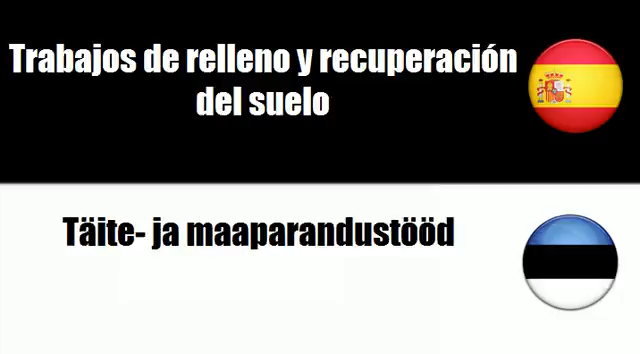 Trabajos de relleno y recuperación
del suelo
Täite- ja maaparandustööd